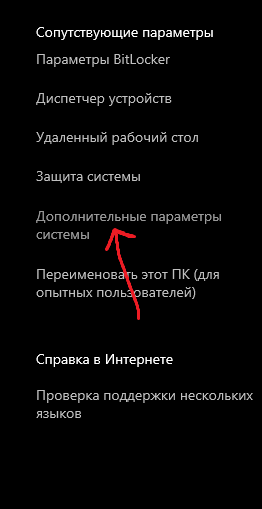 Сопутствующие параметры
Параметры BitLocker
Диспетчер устройств
Удаленный рабочий стол
Защита системы
Дополнительные параметры
системы
Переименовать этот ПК (для
опытных пользователей)
Справка в Интернете
Проверка поддержки нескольких
языков